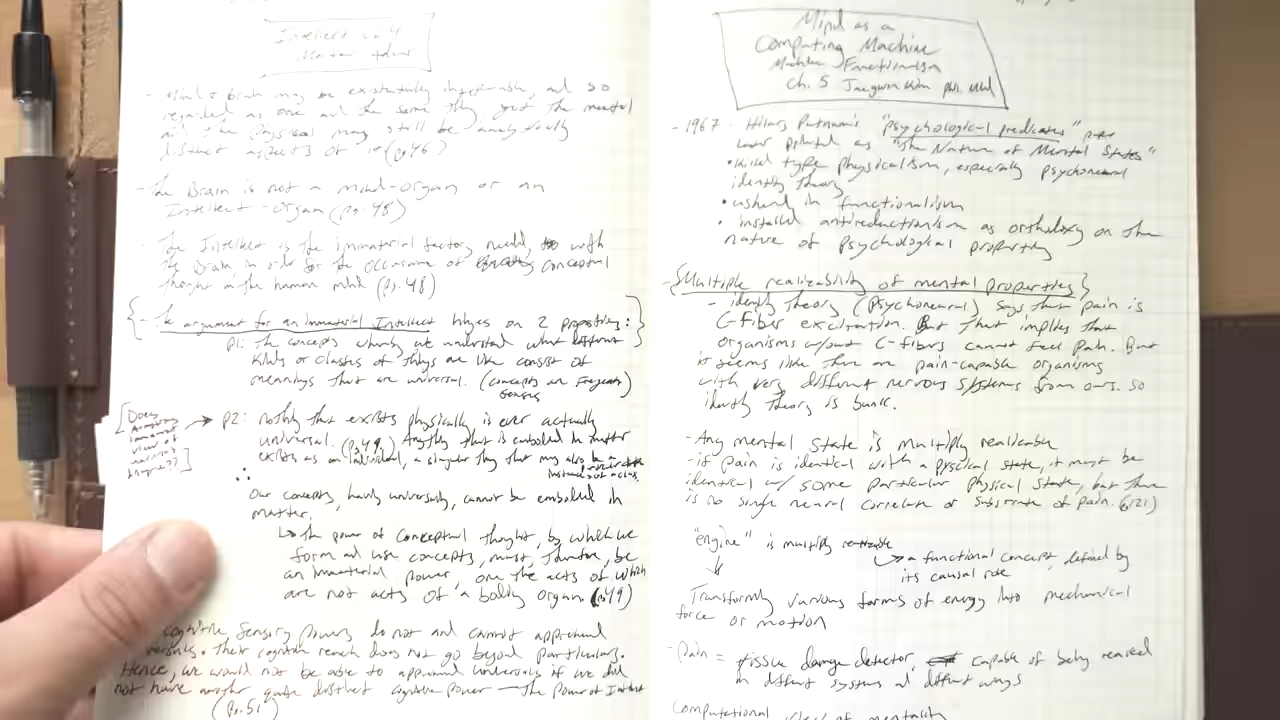 Intellect ch 4
Mortimer Adler
- Mind & Brain may be existentially inseparable, and so
regarded as one and the same thing, yet the mental
and the physical may still be analytically
distinct aspects of it (pg 46)
- The Brain is not a mind-organ or an
Intellect-Organ (pg. 48)
- The Intellect is the immaterial factor needed, with
the Brain, in order for the occurrence of conceptual
thought in the human mind (pg. 48)
{ - The argument for an immaterial Intellect hinges on 2 propositions: }
P1: The concepts whereby we understand what different
kinds or classes of things are like consist of
meanings that are universal. (concepts are Fregean)
senses
[Does
Armstrong
immanent
view of
universals
]
P2: nothing that exists physically is ever actually
universal. (pg 49) Anything that is embodied in matter
exists as an individual, a singular thing that may also be a
∴
Our concepts, having universality, cannot be embodied in
matter.
↳ The power of conceptual thought, by which we
form and use concepts, must, therefore, be
an immaterial power, one the acts of which
are not acts of a bodily organ. (pg 49)
cognitive, sensory powers do not and cannot apprehend
universals. Their cognitive reach does not go beyond particulars.
Hence, we would not be able to apprehend universals if we did
not have another quite distinct cognitive power — The Power of Intellect
(Pg. 51)
Mind as a
Computing Machine
Machine Functionalism
ch. 5 Jaegwon Kim phil. mind
- 1967: Hilary Putnam's "Psychological predicates" paper
later printed as "The Nature of Mental States"
• killed type physicalism, especially psychoneural
identity theory
• ushered in functionalism
• installed antireductionism as orthodoxy on the
nature of psychological property
- {Multiple realizability of mental properties}
- identity theory (psychoneural) says that pain is
C-fiber excitation. But that implies that
organisms w/out C-fibers cannot feel pain. But
it seems like there are pain-capable organisms
with very different nervous systems from ours. So
identity theory is bunk.
- Any mental state is multiply realizable
- if pain is identical with a physical state, it must be
identical w/ some particular physical state, but there
is no single neural correlate or substrate of pain. (121)
"engine" is multiply realizable
↳ a functional concept, defined by
its causal role
↓
Transforming various forms of energy into mechanical
force or motion
- Pain = tissue damage detector, capable of being realized
in different systems and different ways
Computational of mentality